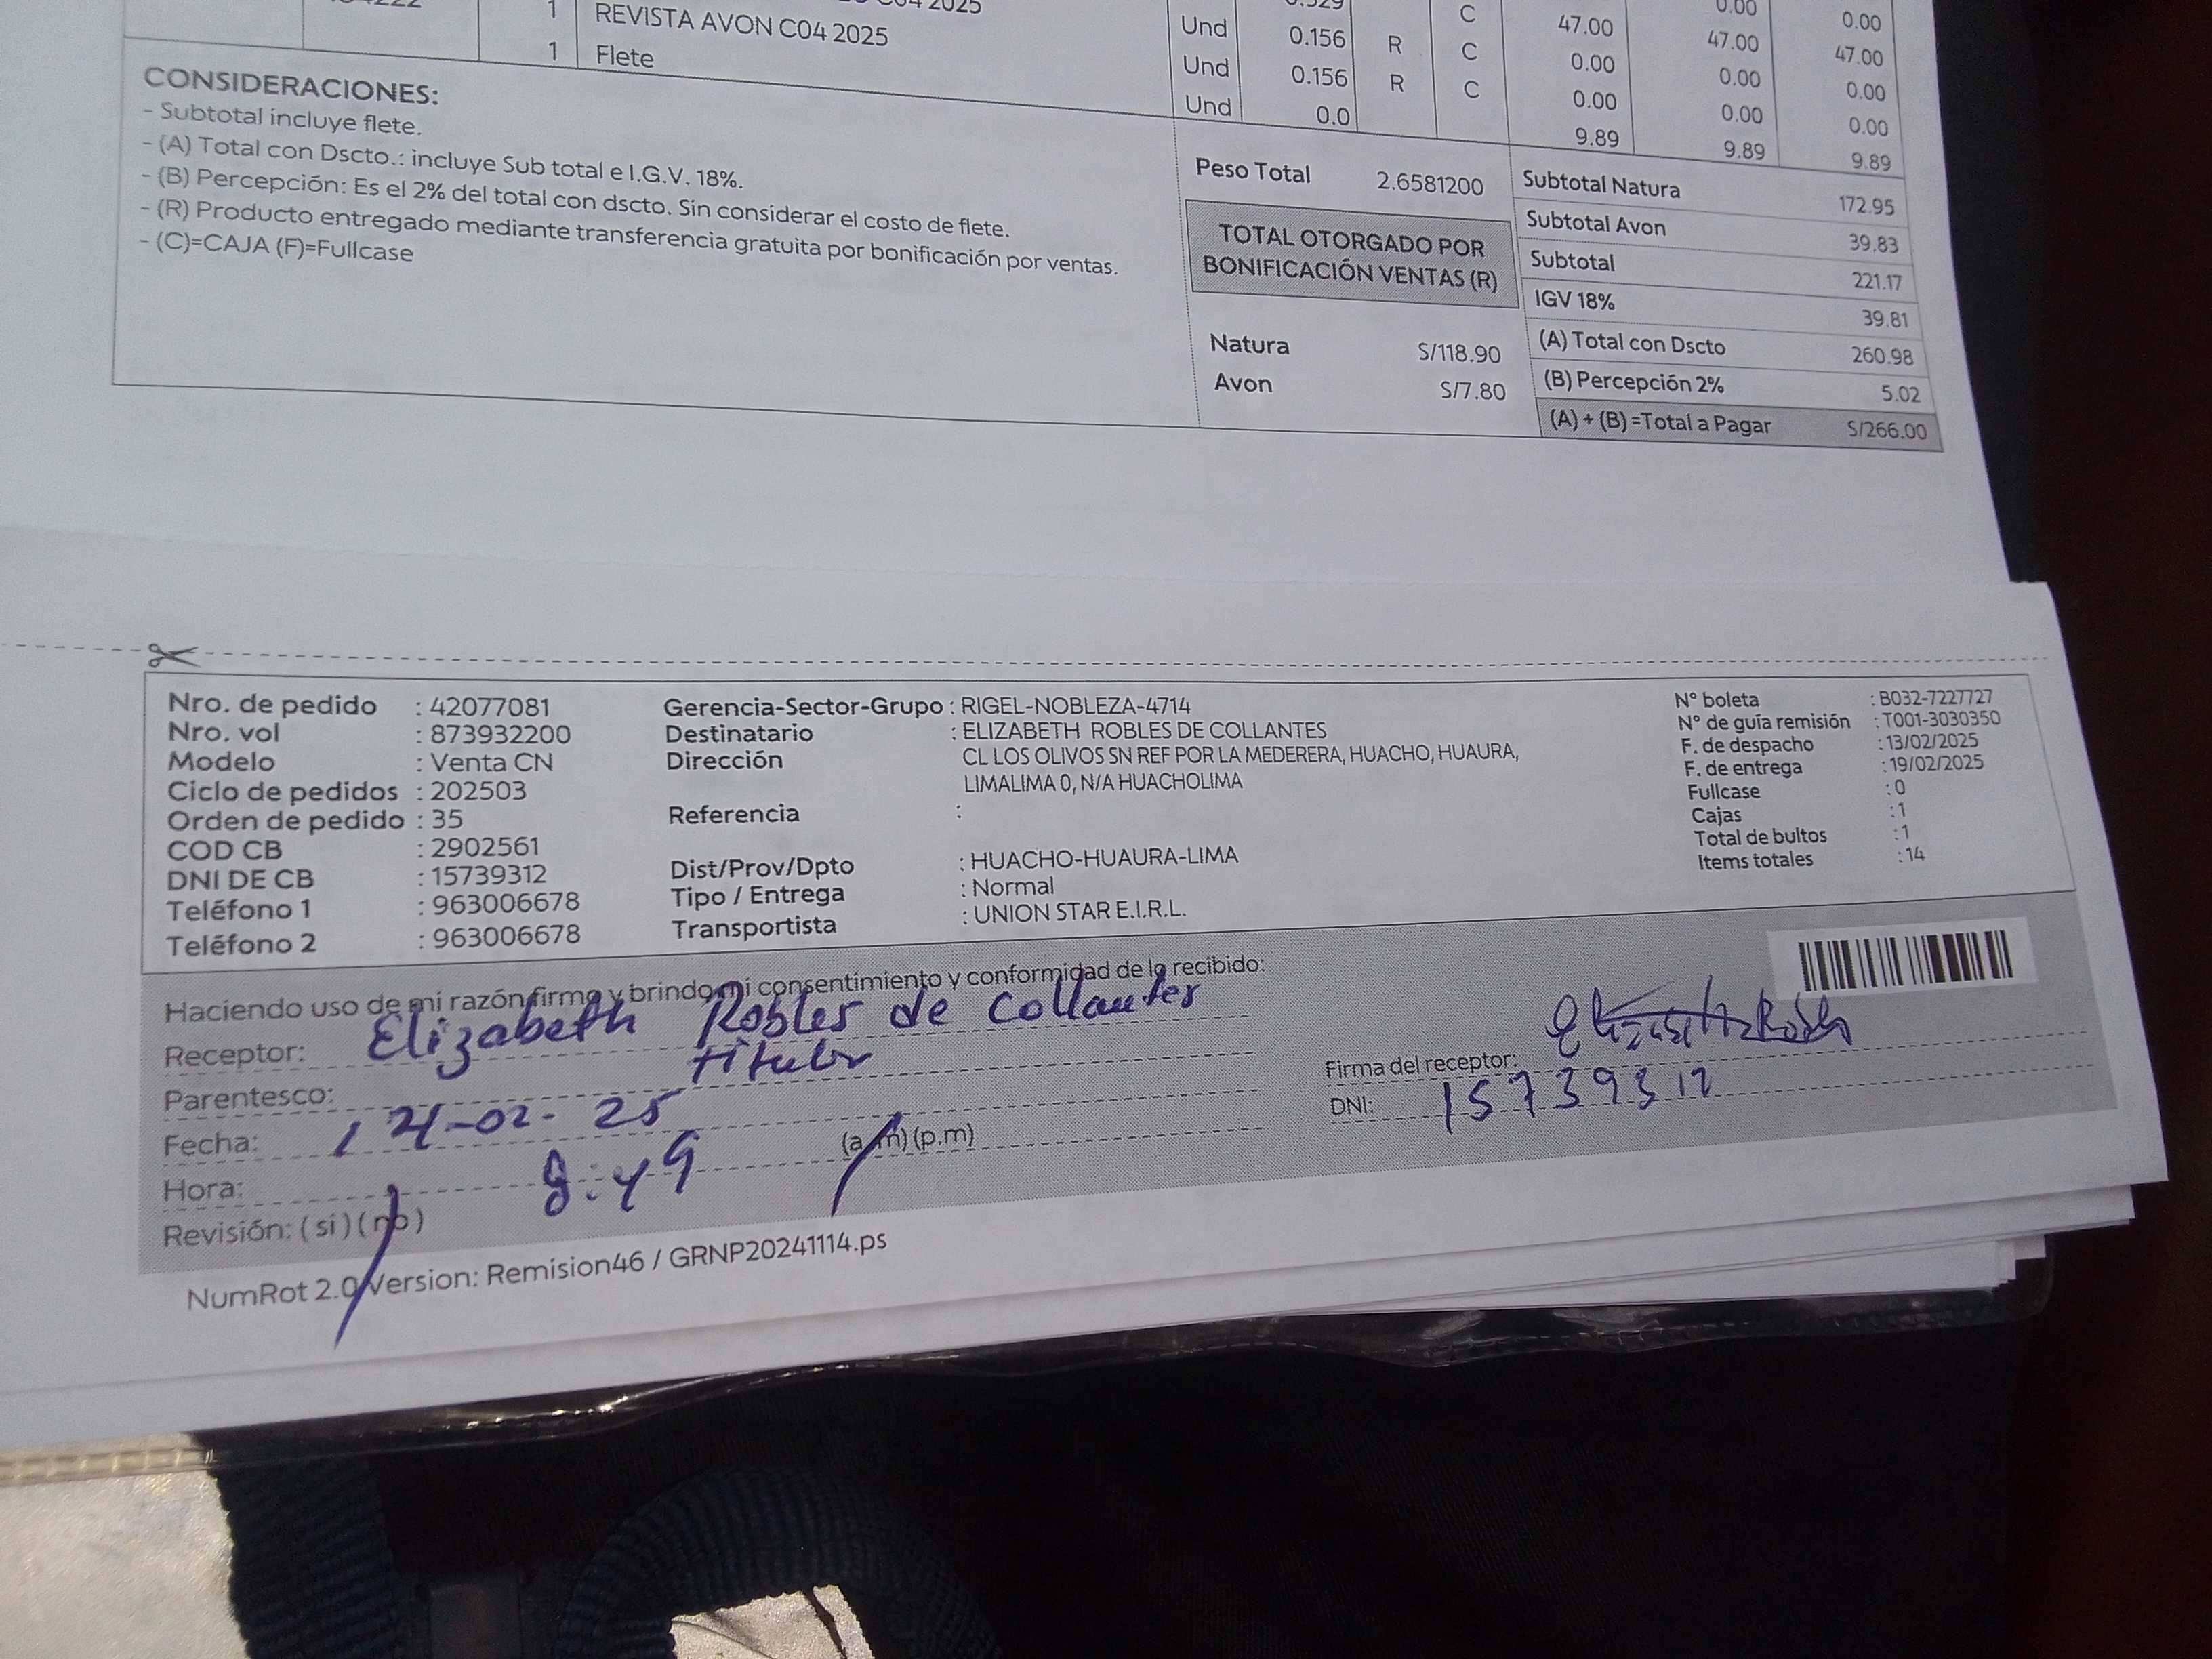 1 REVISTA AVON C04 2025 Und 0.156 R C 47.00 47.00 47.00
1 Flete Und 0.156 R C 0.00 0.00 0.00
Und 0.0 0.00 0.00 0.00
9.89 9.89 9.89
CONSIDERACIONES:
- Subtotal incluye flete.
- (A) Total con Dscto.: incluye Sub total e I.G.V. 18%.
- (B) Percepción: Es el 2% del total con dscto. Sin considerar el costo de flete.
- (R) Producto entregado mediante transferencia gratuita por bonificación por ventas.
- (C)=CAJA (F)=Fullcase
Peso Total 2.6581200
TOTAL OTORGADO POR
BONIFICACIÓN VENTAS (R)
Natura S/118.90
Avon S/7.80
Subtotal Natura 172.95
Subtotal Avon 39.83
Subtotal 221.17
IGV 18% 39.81
(A) Total con Dscto 260.98
(B) Percepción 2% 5.02
(A) + (B) =Total a Pagar S/266.00
Nro. de pedido : 42077081
Nro. vol : 873932200
Modelo : Venta CN
Ciclo de pedidos : 202503
Orden de pedido : 35
COD CB : 2902561
DNI DE CB : 15739312
Teléfono 1 : 963006678
Teléfono 2 : 963006678
Gerencia-Sector-Grupo : RIGEL-NOBLEZA-4714
Destinatario : ELIZABETH ROBLES DE COLLANTES
Dirección CL LOS OLIVOS SN REF POR LA MEDERERA, HUACHO, HUAURA,
LIMALIMA 0, N/A HUACHOLIMA
Referencia :
Dist/Prov/Dpto : HUACHO-HUAURA-LIMA
Tipo / Entrega : Normal
Transportista : UNION STAR E.I.R.L.
N° boleta : B032-7227727
N° de guía remisión : T001-3030350
F. de despacho : 13/02/2025
F. de entrega : 19/02/2025
Fullcase : 0
Cajas : 1
Total de bultos : 1
Items totales : 14
Haciendo uso de mi razón firmo y brindo mi consentimiento y conformidad de lo recibido:
Receptor: Elizabeth Robles de Collantes
Parentesco: titular
Fecha: 21-02-25
Hora: 8:49 (a.m) (p.m)
Revisión: (si) (no)
Firma del receptor:
DNI: 15739312
NumRot 2.0 Version: Remision46 / GRNP20241114.ps